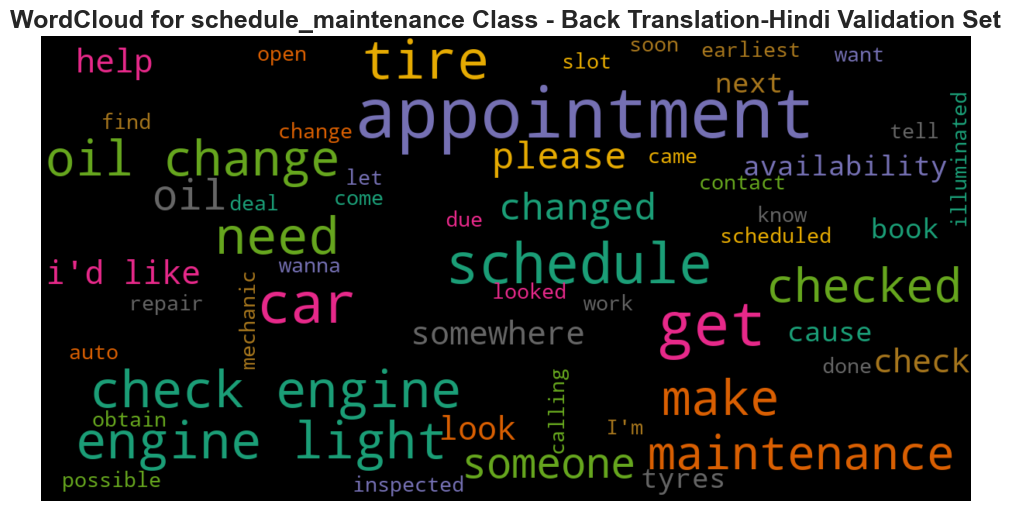 WordCloud for schedule_maintenance Class - Back Translation-Hindi Validation Set
help
open
tire
slot
soon
earliest
want
next
find
change
appointment
illuminated
tell
oil change
please
came
availability
let
contact
oil
deal
come
changed
due
know
book
need
scheduled
i'd like
wanna
schedule
checked
repair
mechanic
car
looked
work
get
somewhere
cause
auto
done
check
check engine
make
obtain
calling
I'm
engine light
look
someone
maintenance
possible
inspected
tyres